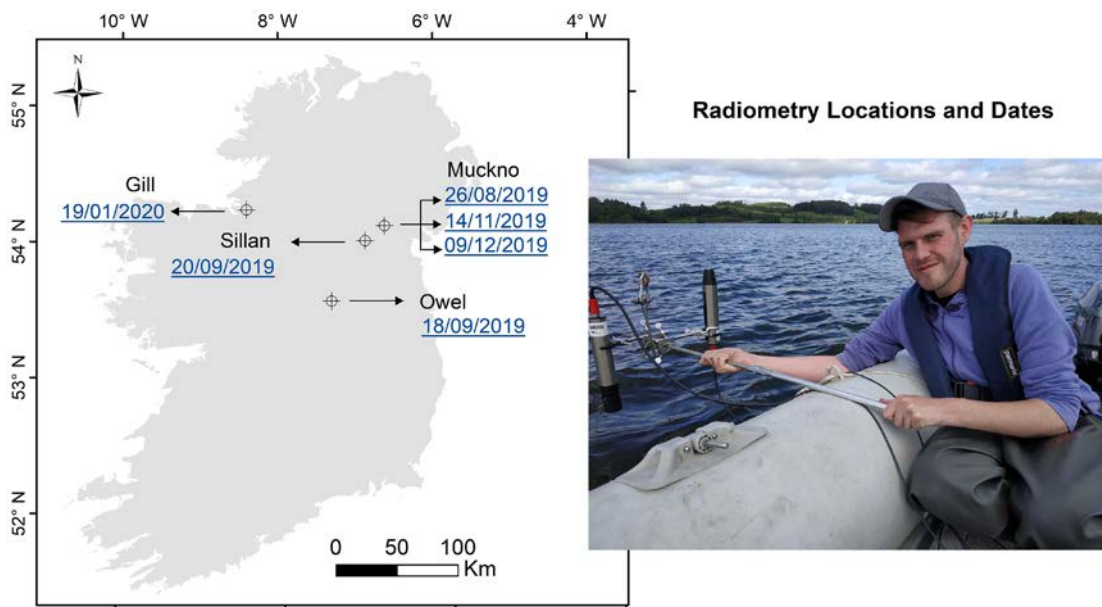 10° W 8° W 6° W 4° W
N
55° N
54° N
53° N
52° N
Gill
19/01/2020
Sillan
20/09/2019
Muckno
26/08/2019
14/11/2019
09/12/2019
Owel
18/09/2019
0 50 100
Km
Radiometry Locations and Dates